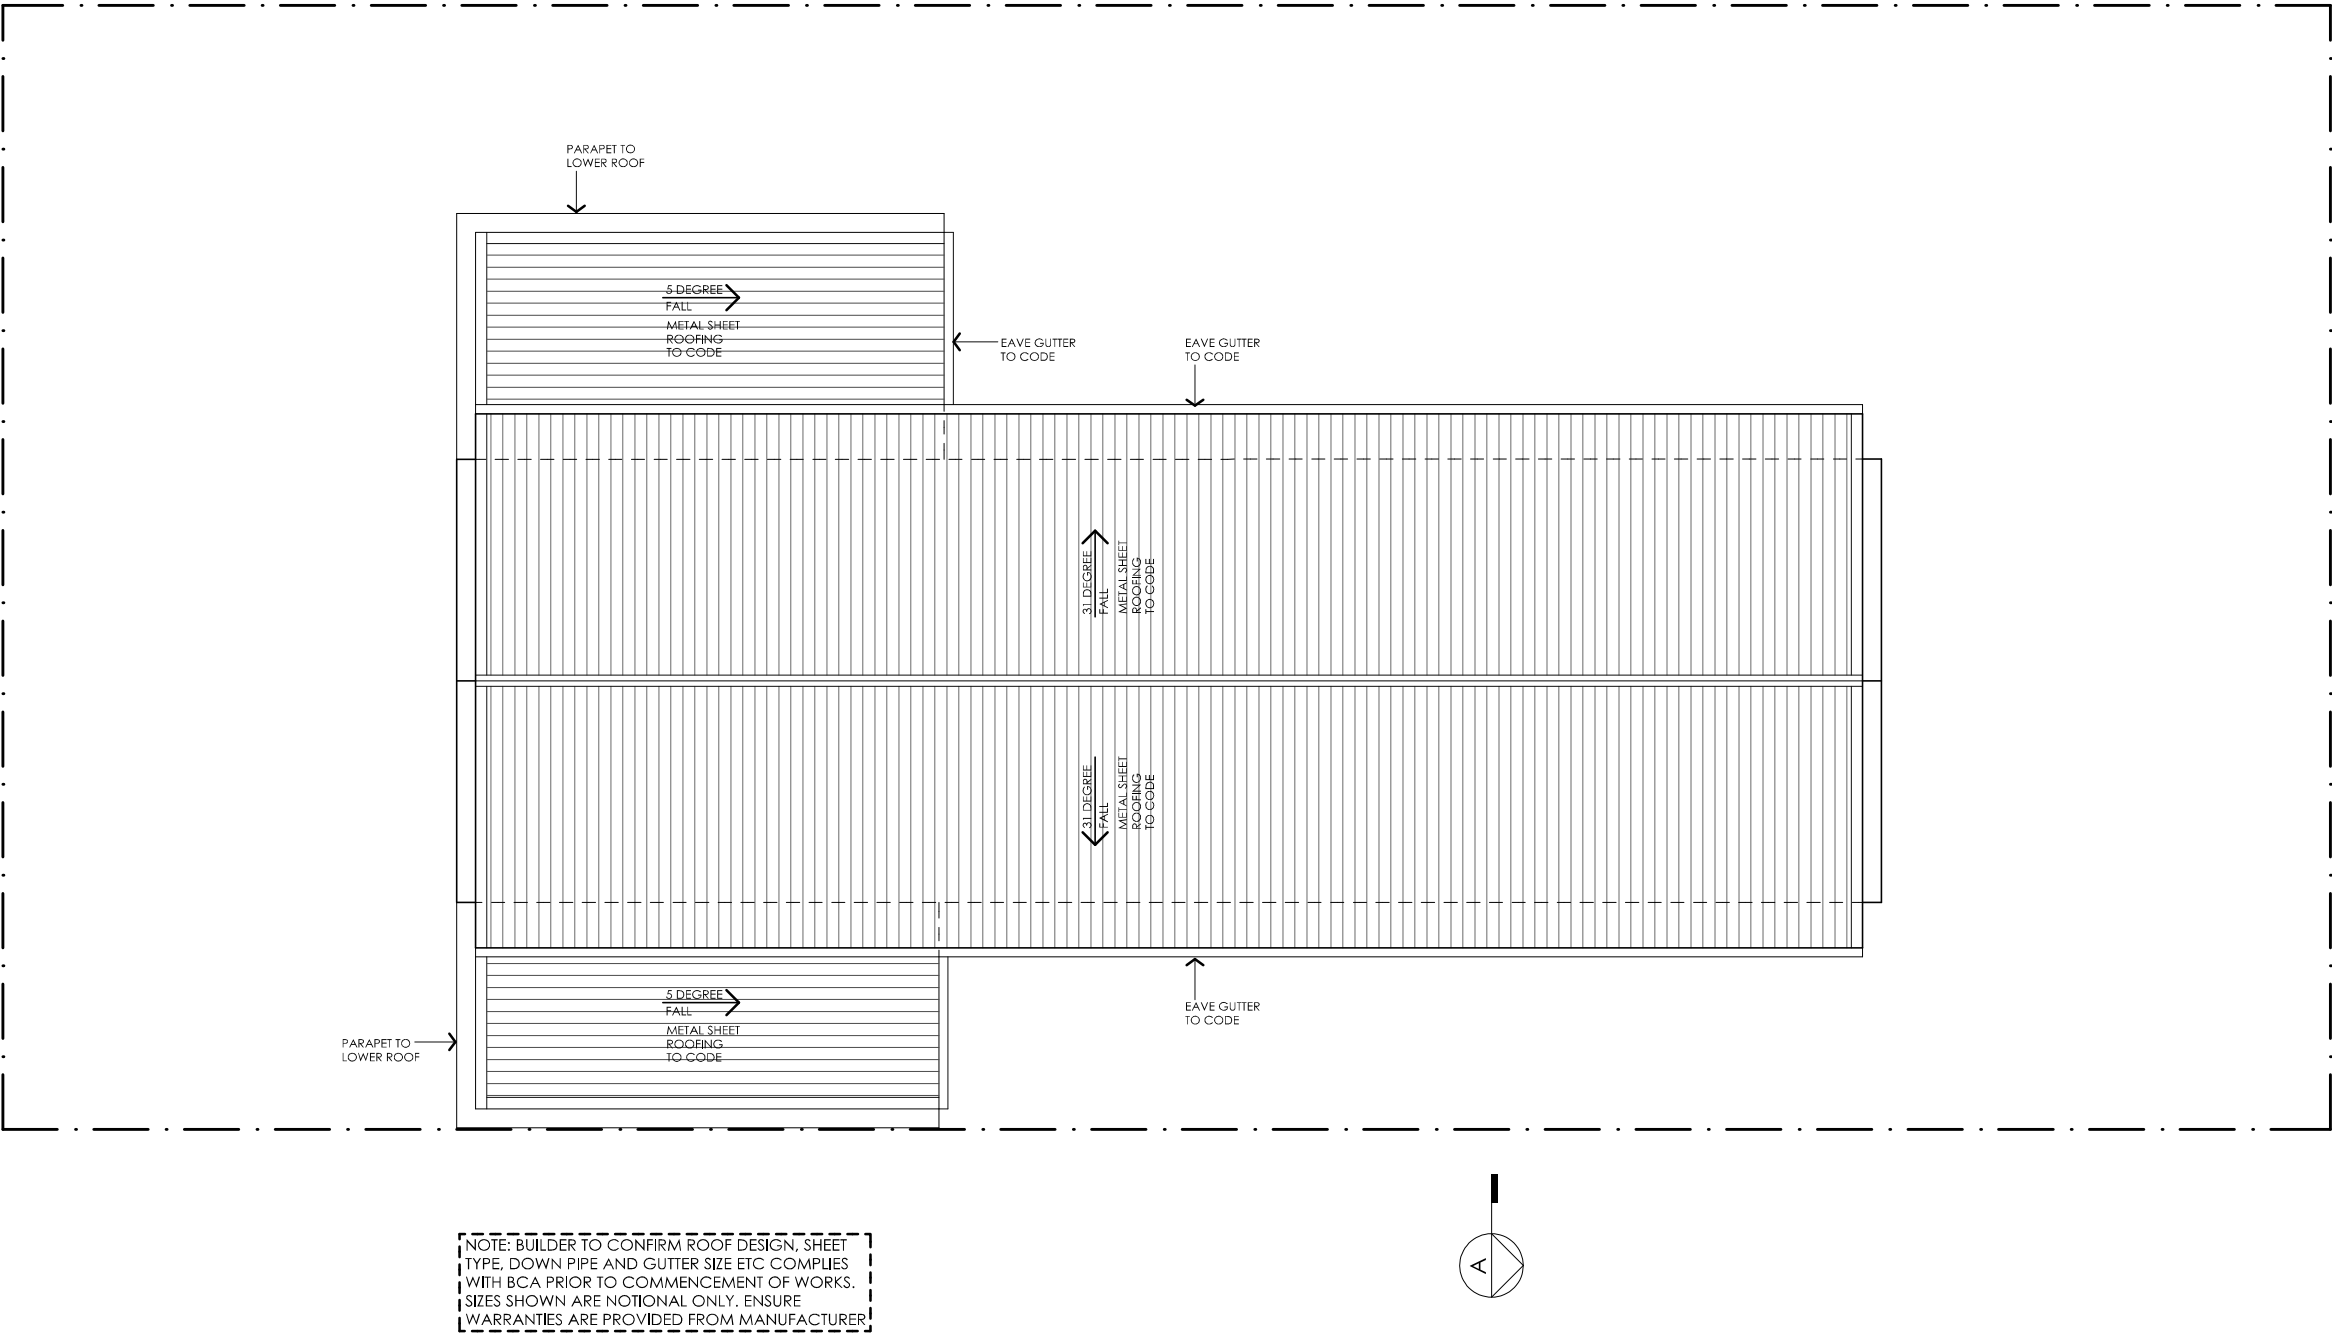 PARAPET TO
LOWER ROOF
5 DEGREE
FALL
METAL SHEET
ROOFING
TO CODE
EAVE GUTTER
TO CODE
EAVE GUTTER
TO CODE
31 DEGREE
FALL
METAL SHEET
ROOFING
TO CODE
31 DEGREE
FALL
METAL SHEET
ROOFING
TO CODE
5 DEGREE
FALL
METAL SHEET
ROOFING
TO CODE
EAVE GUTTER
TO CODE
PARAPET TO
LOWER ROOF
A
NOTE: BUILDER TO CONFIRM ROOF DESIGN, SHEET
TYPE, DOWN PIPE AND GUTTER SIZE ETC COMPLIES
WITH BCA PRIOR TO COMMENCEMENT OF WORKS.
SIZES SHOWN ARE NOTIONAL ONLY. ENSURE
WARRANTIES ARE PROVIDED FROM MANUFACTURER